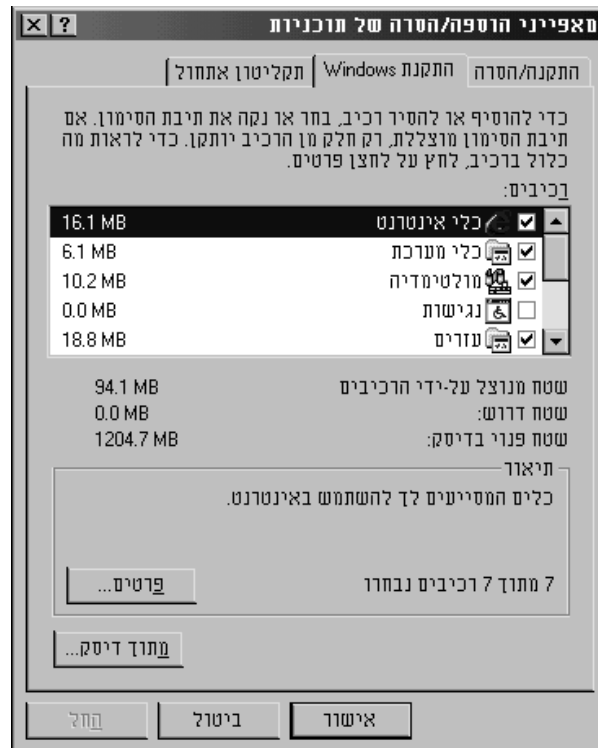 מאפייני הוספה/הסרה של תוכניות
התקנה/הסרה
התקנת Windows
תקליטון אתחול
כדי להוסיף או להסיר רכיב, בחר או נקה את תיבת הסימון. אם
תיבת הסימון מוצללת, רק חלק מן הרכיב יותקן. כדי לראות מה
כלול ברכיב, לחץ על לחצן פרטים.
רכיבים:
כלי אינטרנט 16.1 MB
כלי מערכת 6.1 MB
מולטימדיה 10.2 MB
נגישות 0.0 MB
עזרים 18.8 MB
שטח מנוצל על-ידי הרכיבים 94.1 MB
שטח דרוש: 0.0 MB
שטח פנוי בדיסק: 1204.7 MB
תיאור
כלים המסייעים לך להשתמש באינטרנט.
7 מתוך 7 רכיבים נבחרו
פרטים...
מתוך דיסק...
אישור
ביטול
החל